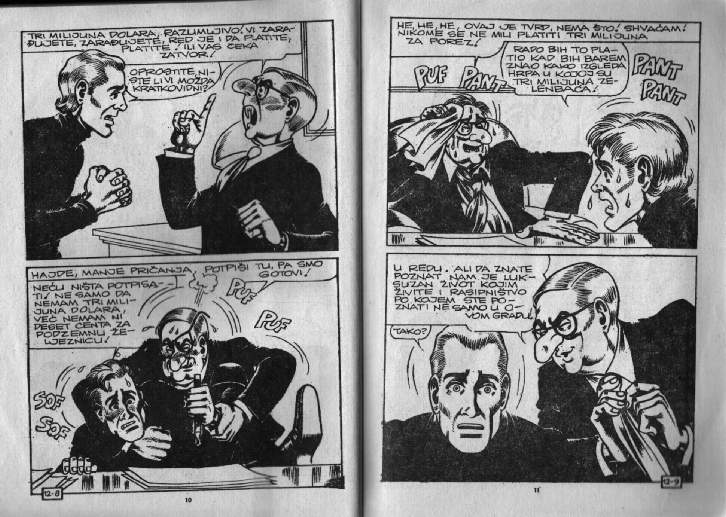 TRI MILIJUNA DOLARA, RAZUMLJIVO! VI ZARA-
ĐUJETE, ZARAĐUJETE, RED JE I DA PLATITE,
PLATITE! ILI VAS ČEKA
ZATVOR!
OPROSTITE, NI-
STE LI VI MOŽDA
KRATKOVIDNI?
HAJDE, MANJE PRIČANJA, POTPIŠI TU, PA SMO
GOTOVI!
NEĆU NIŠTA POTPISA-
TI! NE SAMO DA
NEMAM TRI MILI-
JUNA DOLARA,
VEĆ NEMAM NI
DESET CENTA ZA
PODZEMNU ŽE-
LJEZNICU!
PUF
PUF
SOF
SOF
12-8
10
HE, HE, HE, OVAJ JE TVRD, NEMA ŠTO! SHVAĆAM!
NIKOME SE NE MILI PLATITI TRI MILIJUNA
ZA POREZ!
RADO BIH TO PLA-
TIO KAD BIH BAREM
ZNAO KAKO IZGLEDA
HRPA U KOJOJ SU
TRI MILIJUNA ZE-
LENBAĆA!
PUF
PANT
PANT
PANT
U REDU. ALI DA ZNATE
POZNAT NAM JE LUK-
SUZAN ŽIVOT KOJIM
ŽIVITE I RASIPNIŠTVO
PO KOJEM STE PO-
ZNATI NE SAMO U O-
VOM GRADU.
TAKO?
12-9
11